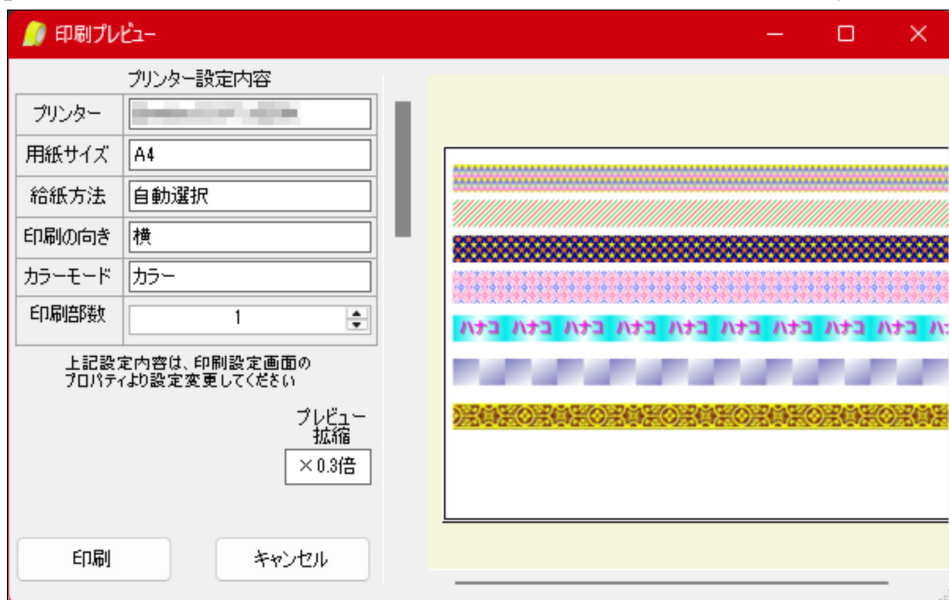 印刷プレビュー
プリンター設定内容
プリンター
用紙サイズ A4
給紙方法 自動選択
印刷の向き 横
カラーモード カラー
印刷部数 1
上記設定内容は、印刷設定画面の
プロパティより設定変更してください
プレビュー
拡縮
×0.3倍
印刷 キャンセル
ハナコ ハナコ ハナコ ハナコ ハナコ ハナコ ハナコ ハナコ ハナコ